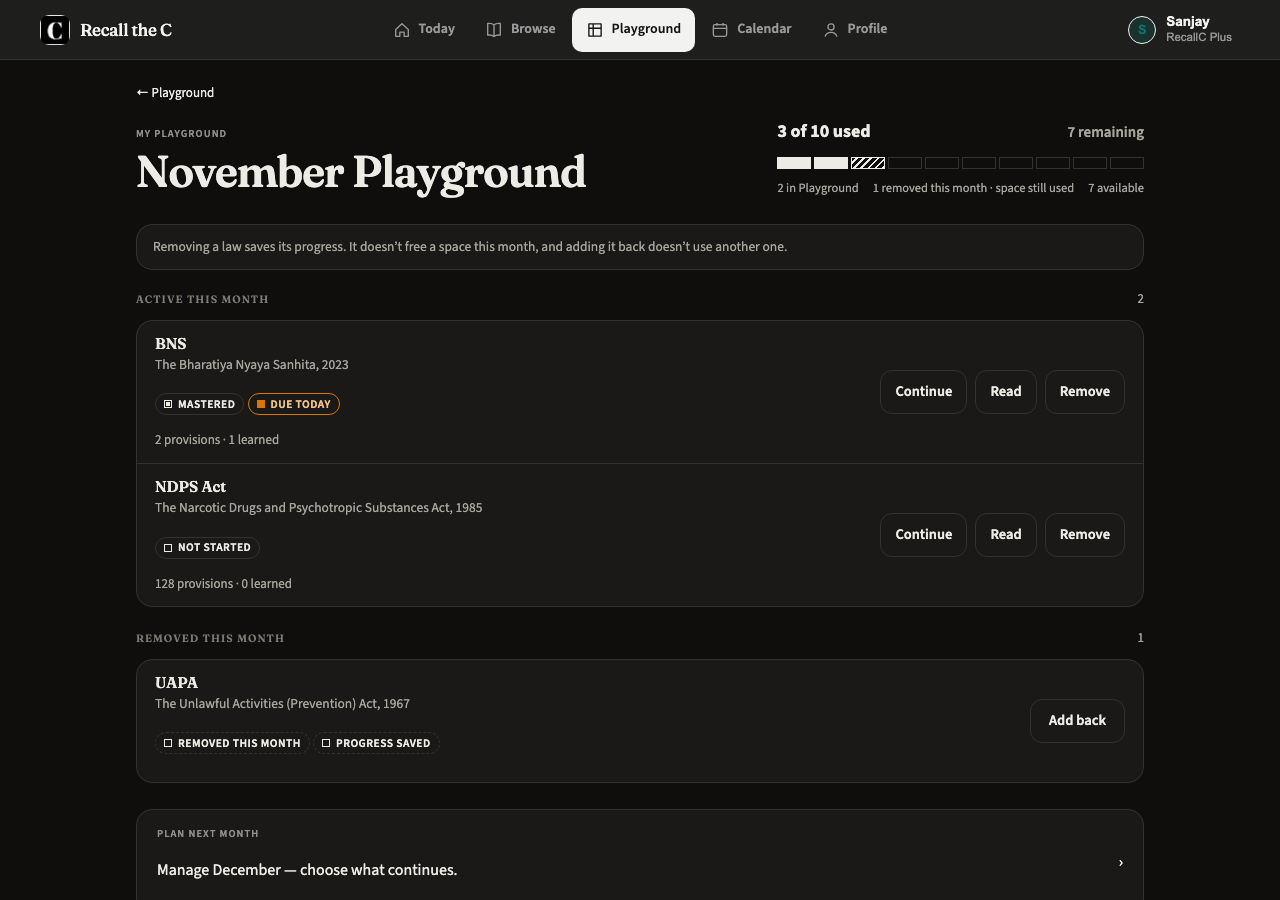 C Recall the C
Today Browse Playground Calendar Profile
S Sanjay
RecallC Plus
← Playground
MY PLAYGROUND
November Playground
3 of 10 used 7 remaining
2 in Playground 1 removed this month · space still used 7 available
Removing a law saves its progress. It doesn’t free a space this month, and adding it back doesn’t use another one.
ACTIVE THIS MONTH 2
BNS
The Bharatiya Nyaya Sanhita, 2023
MASTERED DUE TODAY
2 provisions · 1 learned
Continue Read Remove
NDPS Act
The Narcotic Drugs and Psychotropic Substances Act, 1985
NOT STARTED
128 provisions · 0 learned
Continue Read Remove
REMOVED THIS MONTH 1
UAPA
The Unlawful Activities (Prevention) Act, 1967
REMOVED THIS MONTH PROGRESS SAVED
Add back
PLAN NEXT MONTH
Manage December — choose what continues. ›